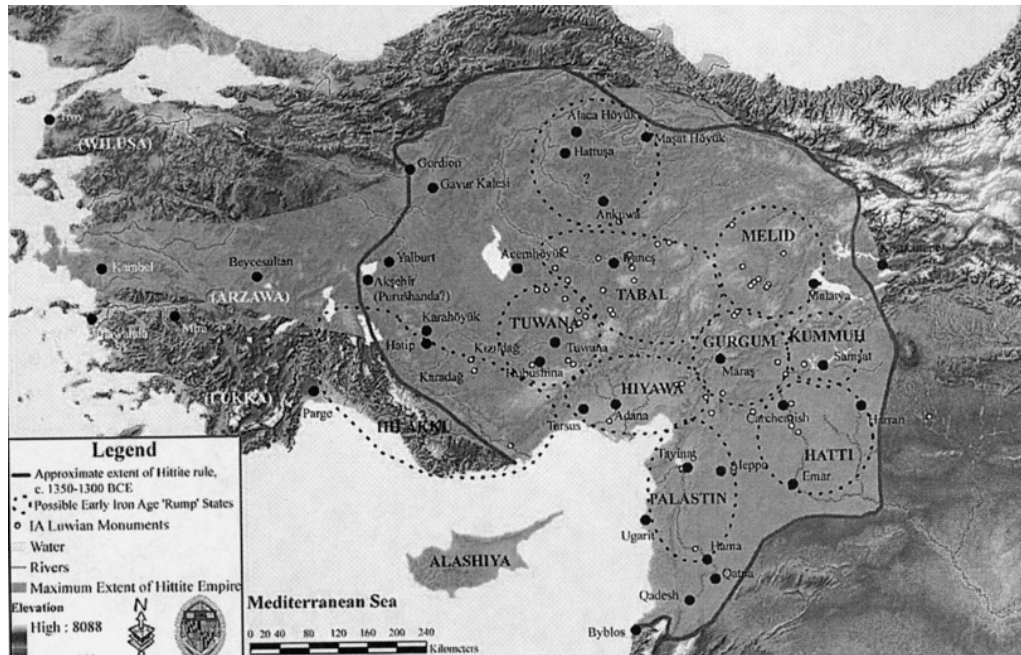 Troy
(WILUSA)
Alaca Höyük
Maşat Höyük
Hattuşa
Gordion
?
Gavur Kalesi
Ankuwa
MELID
Kambel
Beycesultan
Yalburt
Acemhöyük
Kaneş
(ARZAWA)
Akşehir
(Purushanda?)
TABAL
Malatya
Mira
Karahöyük
TUWANA
GURGUM
KUMMUH
Hatip
Kızıldağ
Tuwana
Samsat
Karadağ
Hubushina
Maraş
(LUKKA)
HIYAWA
Parge
HILAKKU
Tarsus
Adana
Carchemish
Harran
Tayinat
Aleppo
HATTI
Emar
PALASTIN
Ugarit
ALASHIYA
Hama
Qatna
Qadesh
Byblos
Mediterranean Sea
0 20 40 80 120 160 200 240
Kilometers
Legend
Approximate extent of Hittite rule,
c. 1350-1300 BCE
Possible Early Iron Age 'Rump' States
IA Luwian Monuments
Water
Rivers
Maximum Extent of Hittite Empire
Elevation
High : 8088
N